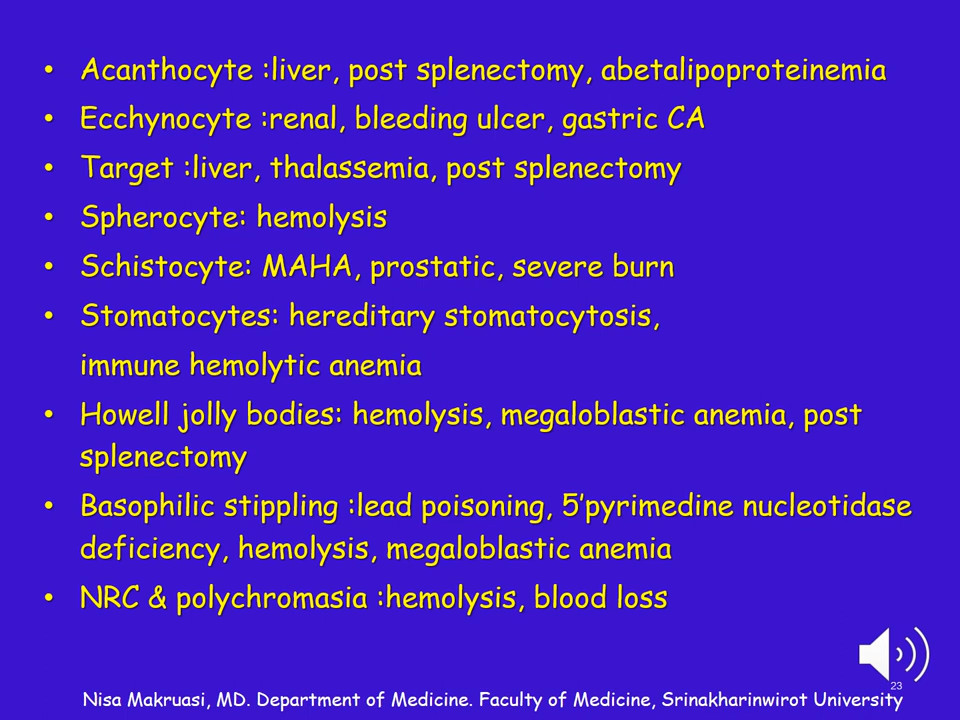 • Acanthocyte :liver, post splenectomy, abetalipoproteinemia
• Ecchynocyte :renal, bleeding ulcer, gastric CA
• Target :liver, thalassemia, post splenectomy
• Spherocyte: hemolysis
• Schistocyte: MAHA, prostatic, severe burn
• Stomatocytes: hereditary stomatocytosis,
immune hemolytic anemia
• Howell jolly bodies: hemolysis, megaloblastic anemia, post
splenectomy
• Basophilic stippling :lead poisoning, 5’pyrimedine nucleotidase
deficiency, hemolysis, megaloblastic anemia
• NRC & polychromasia :hemolysis, blood loss
23
Nisa Makruasi, MD. Department of Medicine. Faculty of Medicine, Srinakharinwirot University